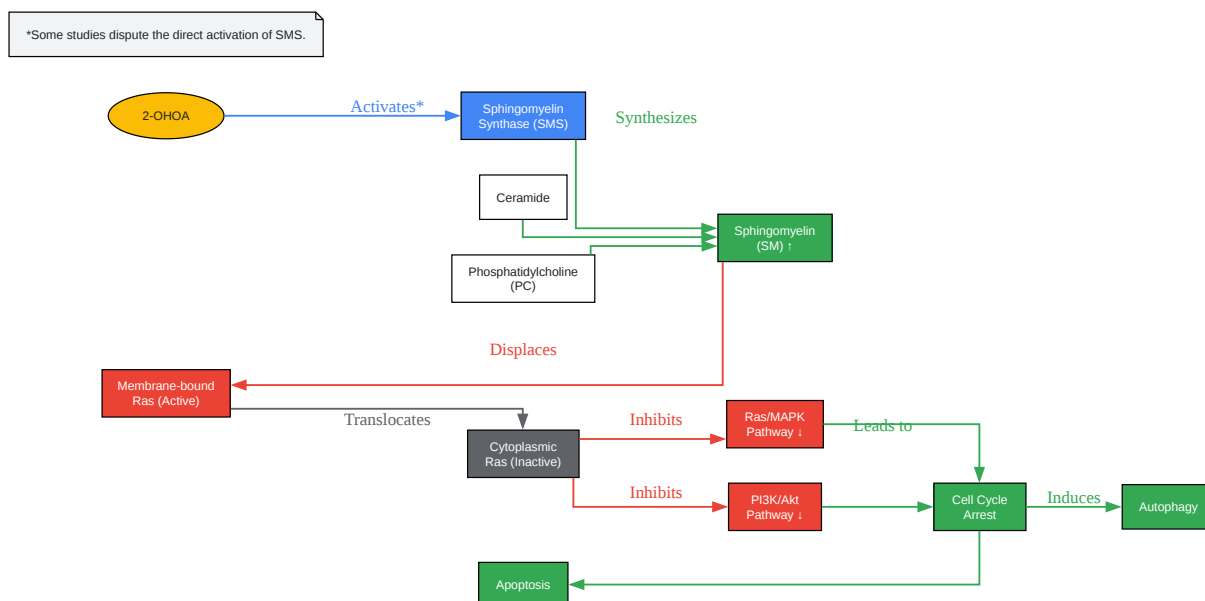 *Some studies dispute the direct activation of SMS.
2-OHOA
Activates*
Sphingomyelin
Synthase (SMS)
Synthesizes
Ceramide
Sphingomyelin
(SM) ↑
Phosphatidylcholine
(PC)
Displaces
Membrane-bound
Ras (Active)
Translocates
Cytoplasmic
Ras (Inactive)
Inhibits
Ras/MAPK
Pathway ↓
Leads to
Inhibits
PI3K/Akt
Pathway ↓
Cell Cycle
Arrest
Induces
Autophagy
Apoptosis